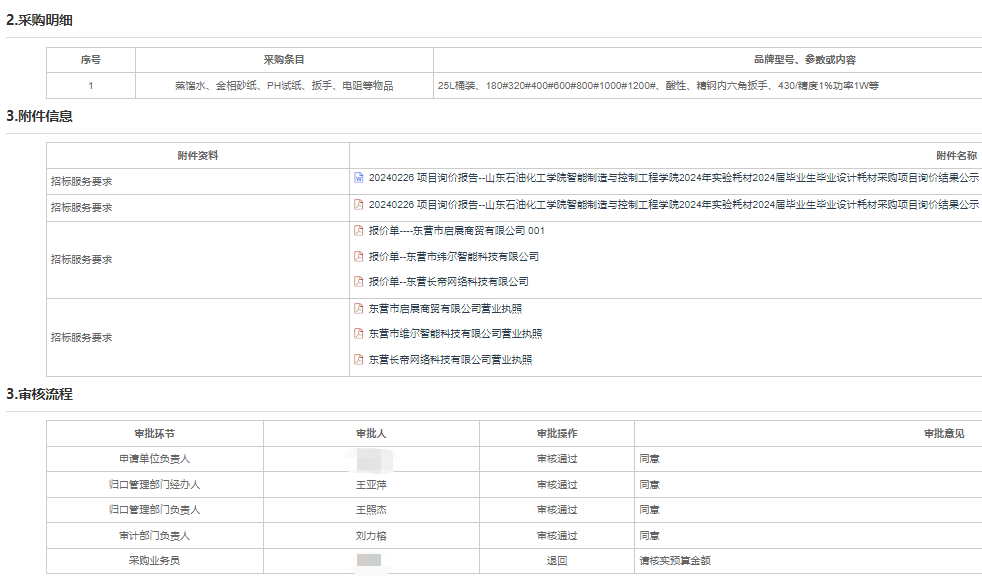 2.采购明细
序号 采购条目 品牌型号、参数或内容
1 蒸馏水、金相砂纸、PH试纸、扳手、电阻等物品 25L桶装、180#320#400#600#800#1000#1200#、酸性、精钢内六角扳手、430/精度1%功率1W等
3.附件信息
附件资料 附件名称
招标服务要求 20240226 项目询价报告--山东石油化工学院智能制造与控制工程学院2024年实验耗材2024届毕业生毕业设计耗材采购项目询价结果公示
招标服务要求 20240226 项目询价报告--山东石油化工学院智能制造与控制工程学院2024年实验耗材2024届毕业生毕业设计耗材采购项目询价结果公示
招标服务要求 报价单----东营市启展商贸有限公司 001
报价单--东营市纬尔智能科技有限公司
报价单--东营长帝网络科技有限公司
招标服务要求 东营市启展商贸有限公司营业执照
东营市维尔智能科技有限公司营业执照
东营长帝网络科技有限公司营业执照
3.审核流程
审批环节 审批人 审批操作 审批意见
申请单位负责人 审核通过 同意
归口管理部门经办人 王亚萍 审核通过 同意
归口管理部门负责人 王照杰 审核通过 同意
审计部门负责人 刘力格 审核通过 同意
采购业务员 退回 请核实预算金额